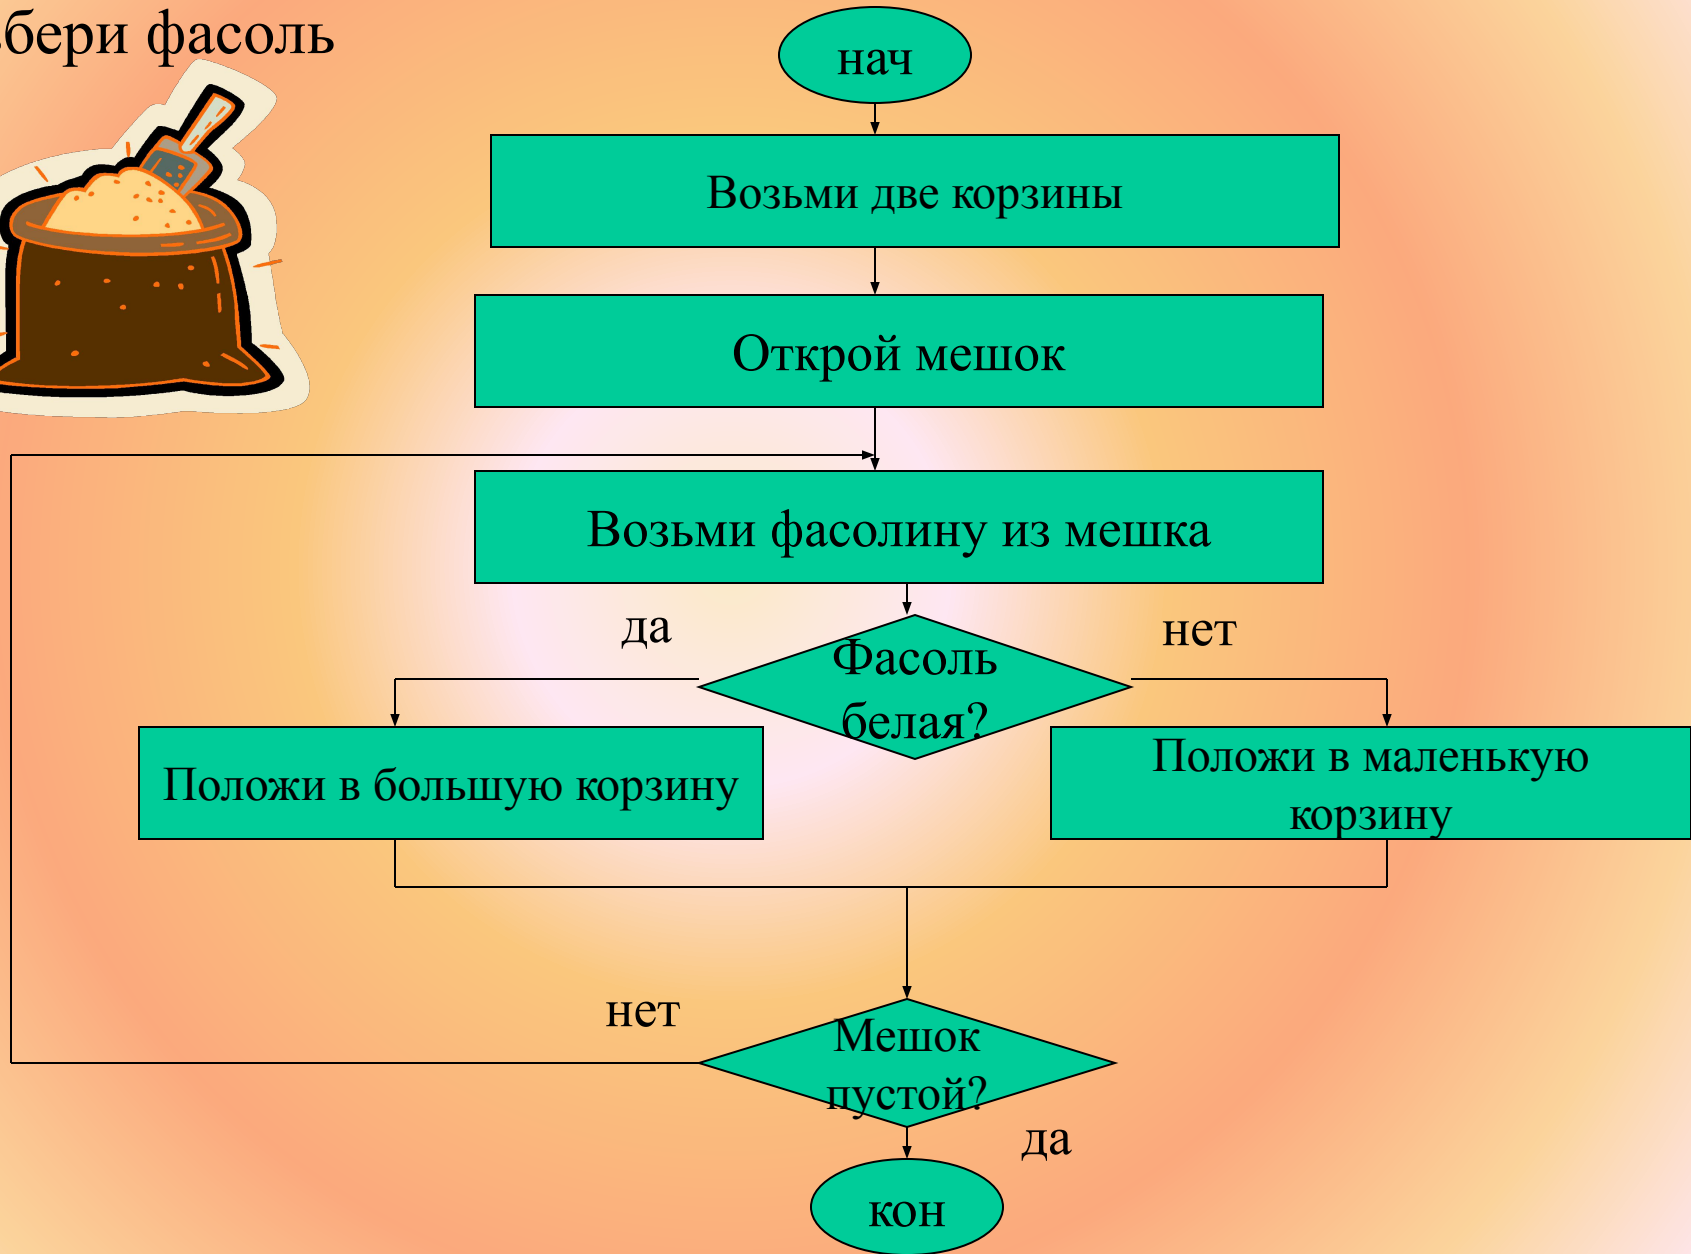 бери фасоль
нач
Возьми две корзины
Открой мешок
Возьми фасолину из мешка
да
нет
Фасоль
белая?
Положи в большую корзину
Положи в маленькую
корзину
нет
Мешок
пустой?
да
кон